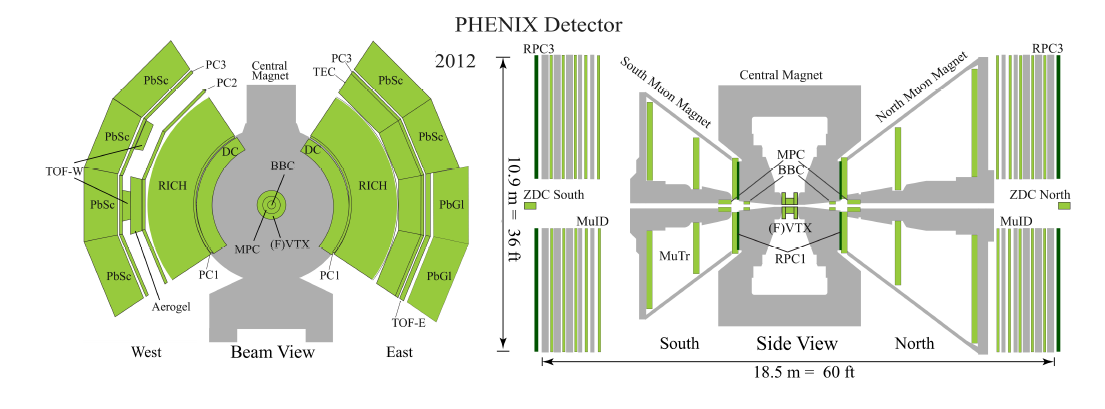 PHENIX Detector
2012
PC3
PbSc
PC2
PbSc
TOF-W
PbSc
PbSc
Aerogel
RICH
DC
PC1
Central
Magnet
BBC
MPC
(F)VTX
PC3
TEC
PbSc
DC
PbSc
RICH
PbGl
PbGl
PC1
TOF-E
West
Beam View
East
RPC3
South Muon Magnet
Central Magnet
North Muon Magnet
RPC3
10.9 m = 36 ft
MPC
BBC
ZDC South
ZDC North
MuID
(F)VTX
MuID
MuTr
RPC1
South
Side View
North
18.5 m = 60 ft